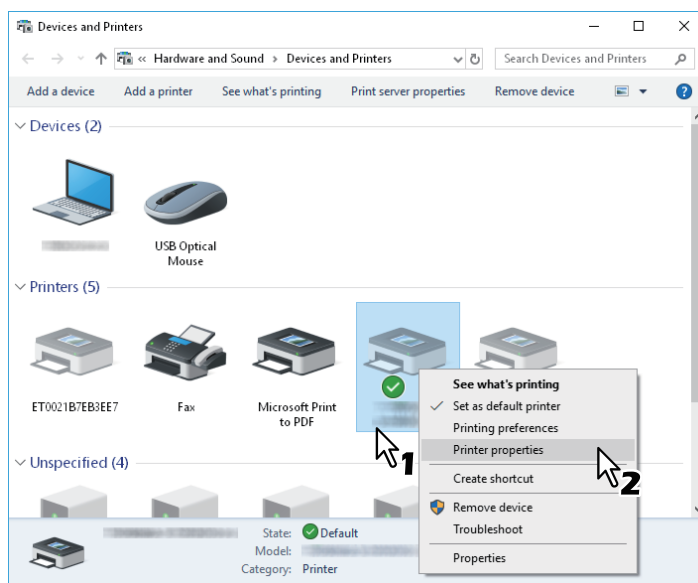 Devices and Printers
« Hardware and Sound › Devices and Printers
Search Devices and Printers
Add a device Add a printer See what's printing Print server properties Remove device
Devices (2)
USB Optical
Mouse
Printers (5)
ET0021B7EB3EE7
Fax
Microsoft Print
to PDF
1
See what's printing
Set as default printer
Printing preferences
Printer properties
2
Create shortcut
Remove device
Troubleshoot
Properties
Unspecified (4)
State: Default
Model:
Category: Printer